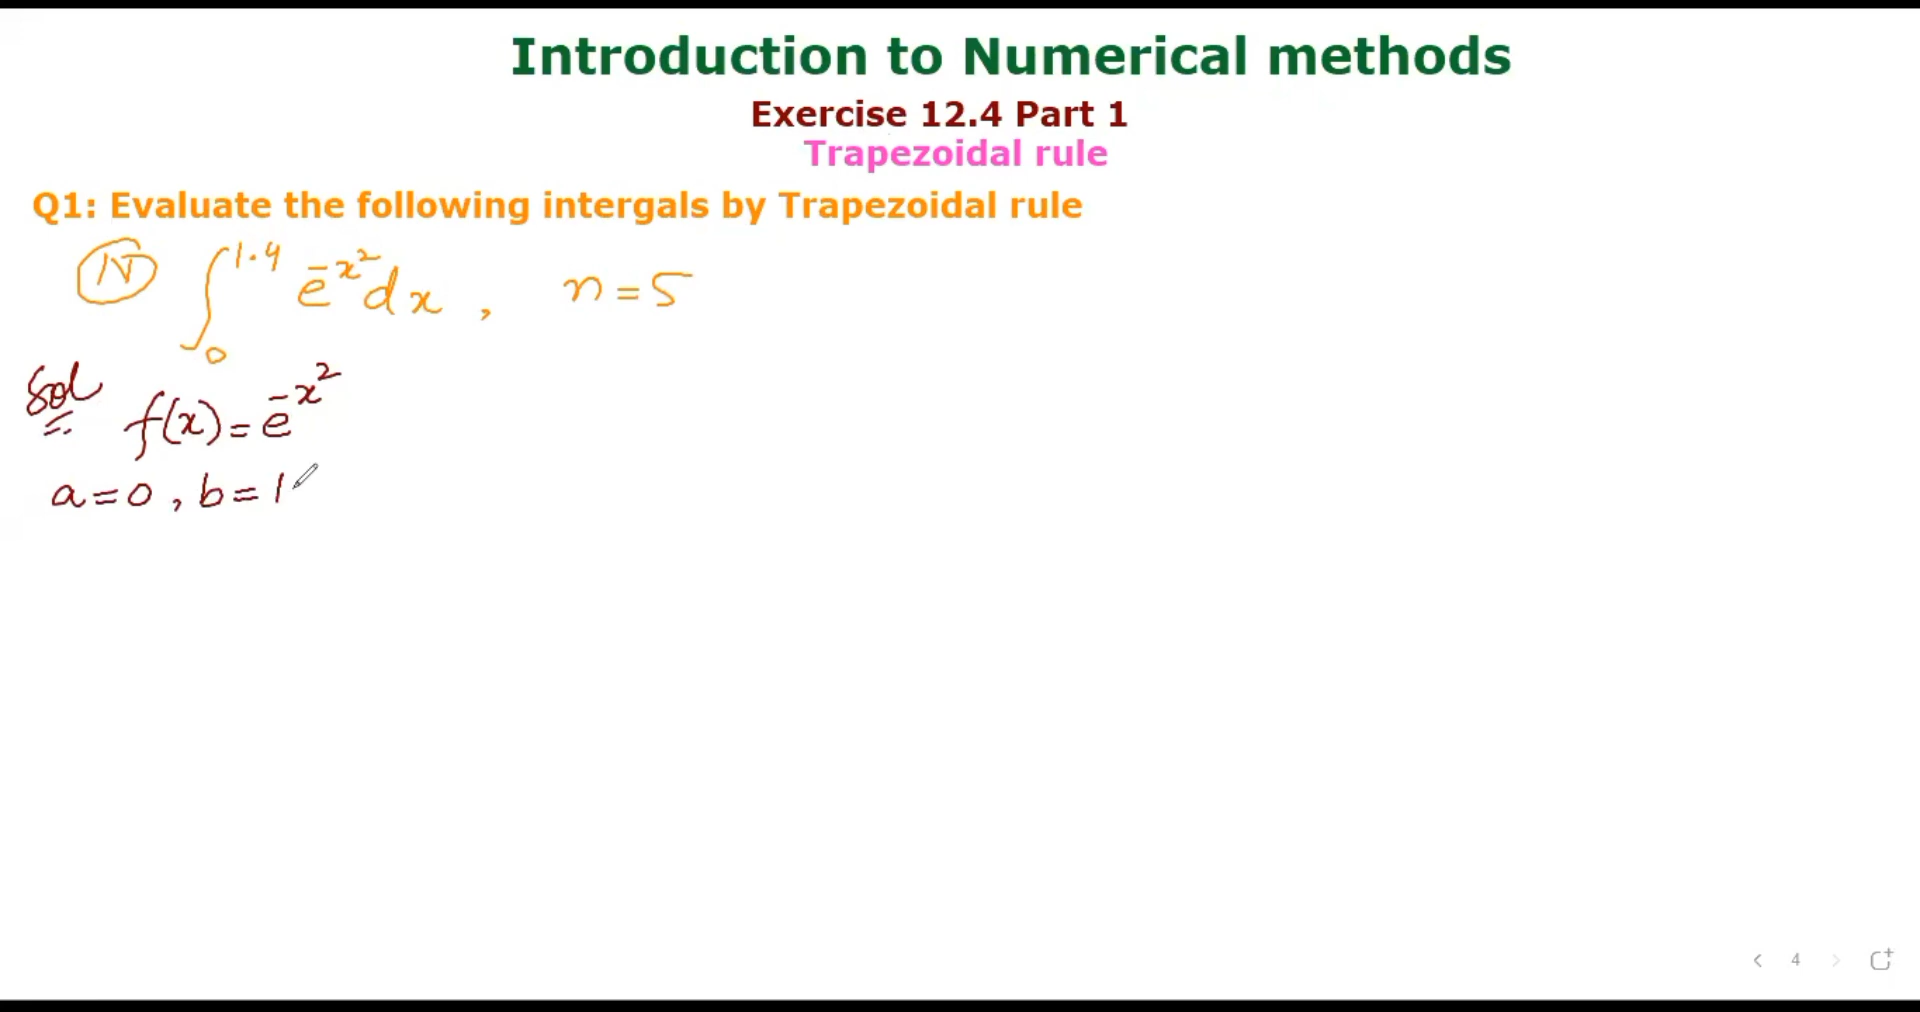 Introduction to Numerical methods
Exercise 12.4 Part 1
Trapezoidal rule
Q1: Evaluate the following intergals by Trapezoidal rule
IV ∫₀^1.4 e^-x² dx , n = 5
Sol f(x) = e^-x²
a = 0 , b = 1
4